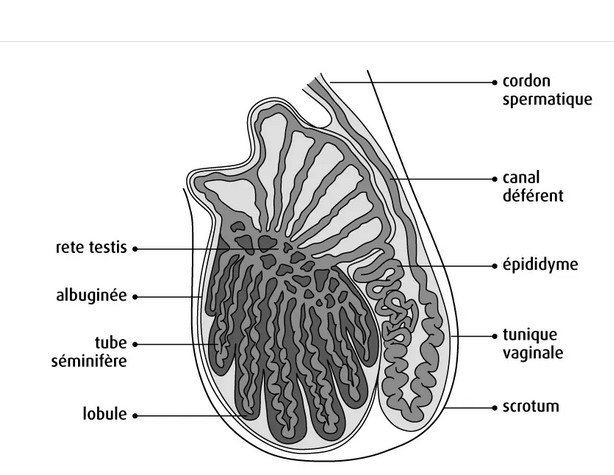 cordon
spermatique
canal
déférent
rete testis
épididyme
albuginée
tube
séminifère
tunique
vaginale
lobule
scrotum